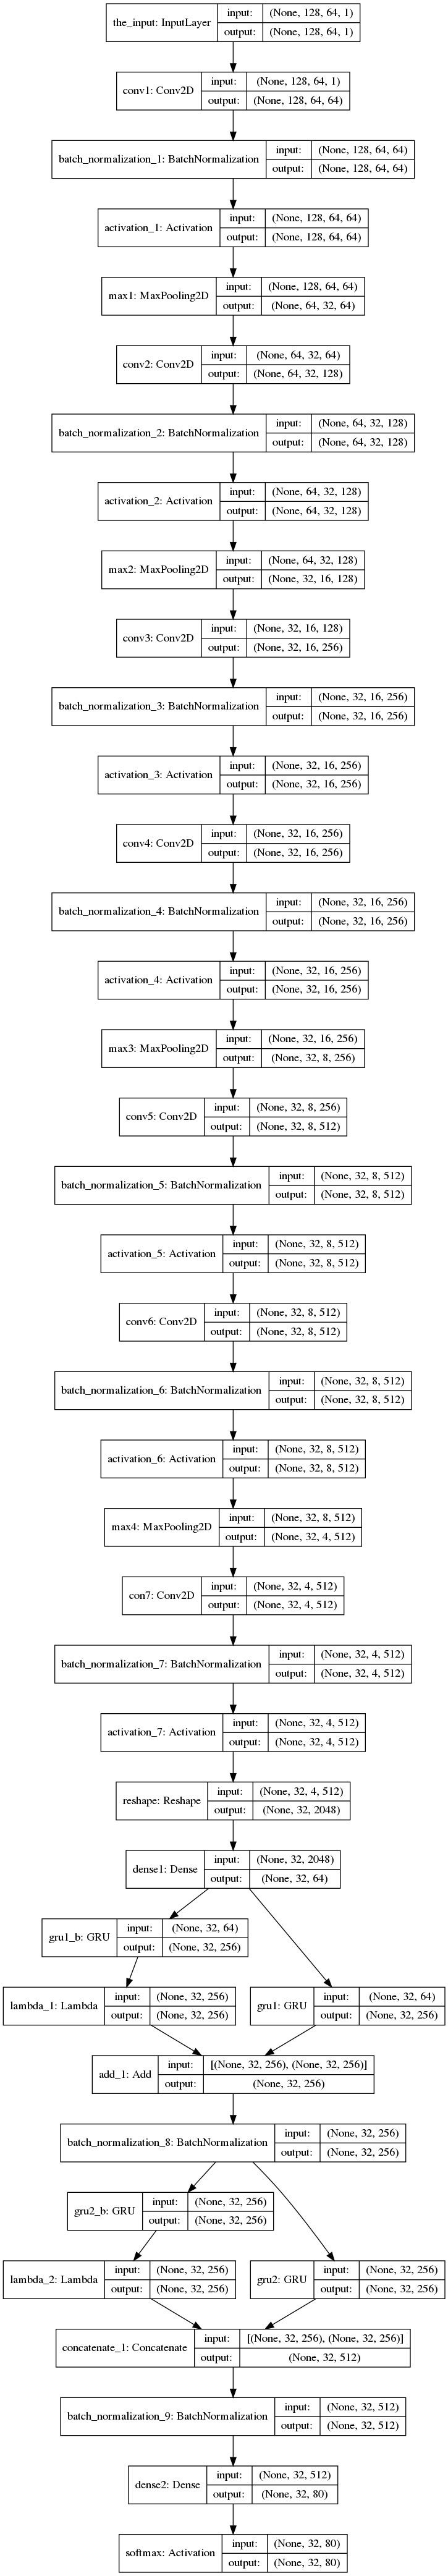 the_input: InputLayer input: (None, 128, 64, 1)
output: (None, 128, 64, 1)
conv1: Conv2D input: (None, 128, 64, 1)
output: (None, 128, 64, 64)
batch_normalization_1: BatchNormalization input: (None, 128, 64, 64)
output: (None, 128, 64, 64)
activation_1: Activation input: (None, 128, 64, 64)
output: (None, 128, 64, 64)
max1: MaxPooling2D input: (None, 128, 64, 64)
output: (None, 64, 32, 64)
conv2: Conv2D input: (None, 64, 32, 64)
output: (None, 64, 32, 128)
batch_normalization_2: BatchNormalization input: (None, 64, 32, 128)
output: (None, 64, 32, 128)
activation_2: Activation input: (None, 64, 32, 128)
output: (None, 64, 32, 128)
max2: MaxPooling2D input: (None, 64, 32, 128)
output: (None, 32, 16, 128)
conv3: Conv2D input: (None, 32, 16, 128)
output: (None, 32, 16, 256)
batch_normalization_3: BatchNormalization input: (None, 32, 16, 256)
output: (None, 32, 16, 256)
activation_3: Activation input: (None, 32, 16, 256)
output: (None, 32, 16, 256)
conv4: Conv2D input: (None, 32, 16, 256)
output: (None, 32, 16, 256)
batch_normalization_4: BatchNormalization input: (None, 32, 16, 256)
output: (None, 32, 16, 256)
activation_4: Activation input: (None, 32, 16, 256)
output: (None, 32, 16, 256)
max3: MaxPooling2D input: (None, 32, 16, 256)
output: (None, 32, 8, 256)
conv5: Conv2D input: (None, 32, 8, 256)
output: (None, 32, 8, 512)
batch_normalization_5: BatchNormalization input: (None, 32, 8, 512)
output: (None, 32, 8, 512)
activation_5: Activation input: (None, 32, 8, 512)
output: (None, 32, 8, 512)
conv6: Conv2D input: (None, 32, 8, 512)
output: (None, 32, 8, 512)
batch_normalization_6: BatchNormalization input: (None, 32, 8, 512)
output: (None, 32, 8, 512)
activation_6: Activation input: (None, 32, 8, 512)
output: (None, 32, 8, 512)
max4: MaxPooling2D input: (None, 32, 8, 512)
output: (None, 32, 4, 512)
con7: Conv2D input: (None, 32, 4, 512)
output: (None, 32, 4, 512)
batch_normalization_7: BatchNormalization input: (None, 32, 4, 512)
output: (None, 32, 4, 512)
activation_7: Activation input: (None, 32, 4, 512)
output: (None, 32, 4, 512)
reshape: Reshape input: (None, 32, 4, 512)
output: (None, 32, 2048)
dense1: Dense input: (None, 32, 2048)
output: (None, 32, 64)
gru1_b: GRU input: (None, 32, 64)
output: (None, 32, 256)
lambda_1: Lambda input: (None, 32, 256)
output: (None, 32, 256)
gru1: GRU input: (None, 32, 64)
output: (None, 32, 256)
add_1: Add input: [(None, 32, 256), (None, 32, 256)]
output: (None, 32, 256)
batch_normalization_8: BatchNormalization input: (None, 32, 256)
output: (None, 32, 256)
gru2_b: GRU input: (None, 32, 256)
output: (None, 32, 256)
lambda_2: Lambda input: (None, 32, 256)
output: (None, 32, 256)
gru2: GRU input: (None, 32, 256)
output: (None, 32, 256)
concatenate_1: Concatenate input: [(None, 32, 256), (None, 32, 256)]
output: (None, 32, 512)
batch_normalization_9: BatchNormalization input: (None, 32, 512)
output: (None, 32, 512)
dense2: Dense input: (None, 32, 512)
output: (None, 32, 80)
softmax: Activation input: (None, 32, 80)
output: (None, 32, 80)